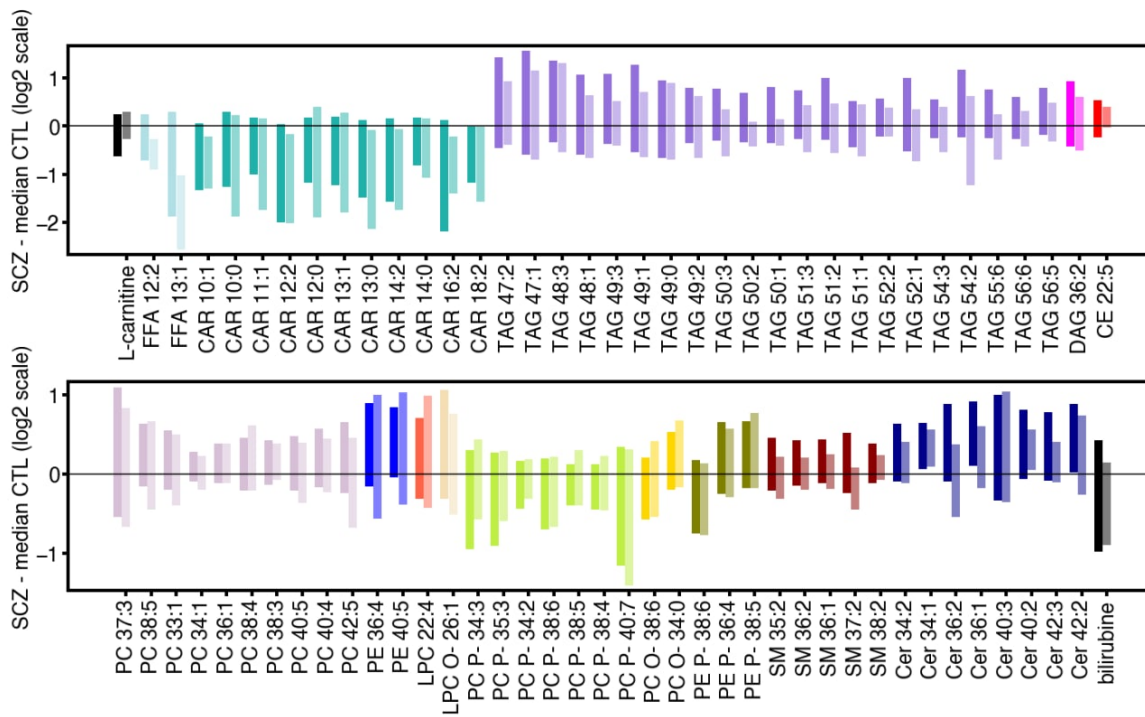 SCZ - median CTL (log2 scale)
1
0
−1
−2
L-carnitine
FFA 12:2
FFA 13:1
CAR 10:1
CAR 10:0
CAR 11:1
CAR 12:2
CAR 12:0
CAR 13:1
CAR 13:0
CAR 14:2
CAR 14:0
CAR 16:2
CAR 18:2
TAG 47:2
TAG 47:1
TAG 48:3
TAG 48:1
TAG 49:3
TAG 49:1
TAG 49:0
TAG 49:2
TAG 50:3
TAG 50:2
TAG 50:1
TAG 51:3
TAG 51:2
TAG 51:1
TAG 52:2
TAG 52:1
TAG 54:3
TAG 54:2
TAG 55:6
TAG 56:6
TAG 56:5
DAG 36:2
CE 22:5
SCZ - median CTL (log2 scale)
1
0
−1
PC 37:3
PC 38:5
PC 33:1
PC 34:1
PC 36:1
PC 38:4
PC 38:3
PC 40:5
PC 40:4
PC 42:5
PE 36:4
PE 40:5
LPC 22:4
LPC O- 26:1
PC P- 34:3
PC P- 35:3
PC P- 34:2
PC P- 38:6
PC P- 38:5
PC P- 38:4
PC P- 40:7
PC O- 38:6
PC O- 34:0
PE P- 38:6
PE P- 36:4
PE P- 38:5
SM 35:2
SM 36:2
SM 36:1
SM 37:2
SM 38:2
Cer 34:2
Cer 34:1
Cer 36:2
Cer 36:1
Cer 40:3
Cer 40:2
Cer 42:3
Cer 42:2
bilirubine